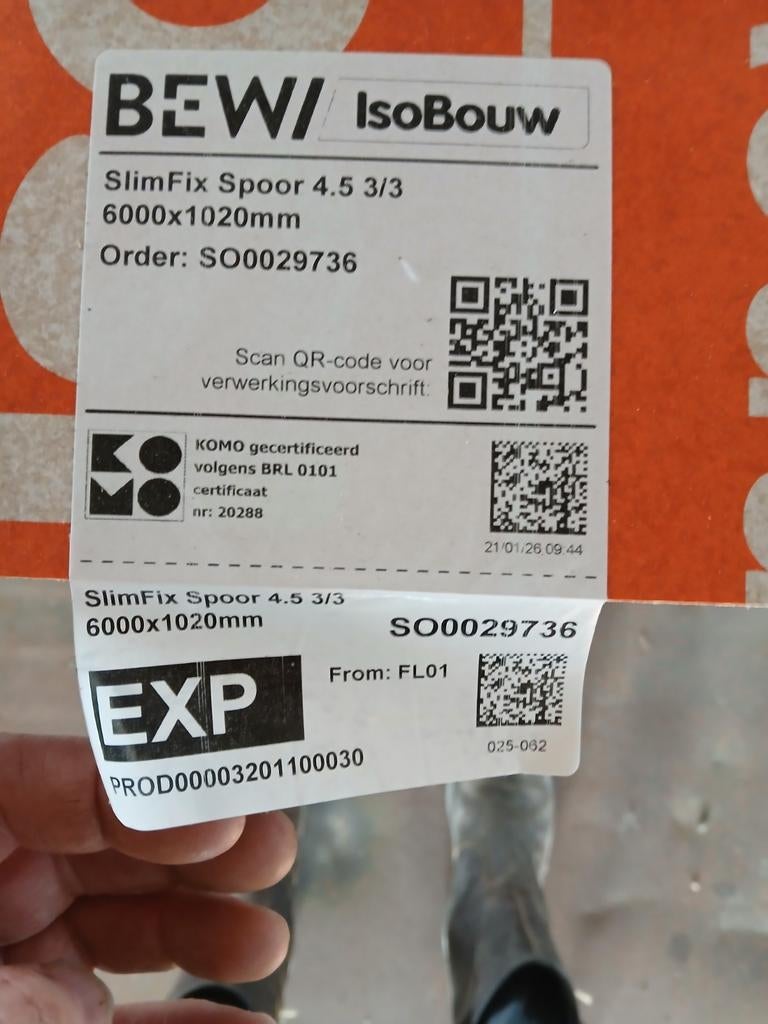 BEWI IsoBouw
SlimFix Spoor 4.5 3/3
6000x1020mm
Order: SO0029736
Scan QR-code voor
verwerkingsvoorschrift:
KOMO
KOMO gecertificeerd
volgens BRL 0101
certificaat
nr: 20288
21/01/26 09:44
SlimFix Spoor 4.5 3/3
6000x1020mm
SO0029736
EXP
From: FL01
025-062
PROD00003201100030